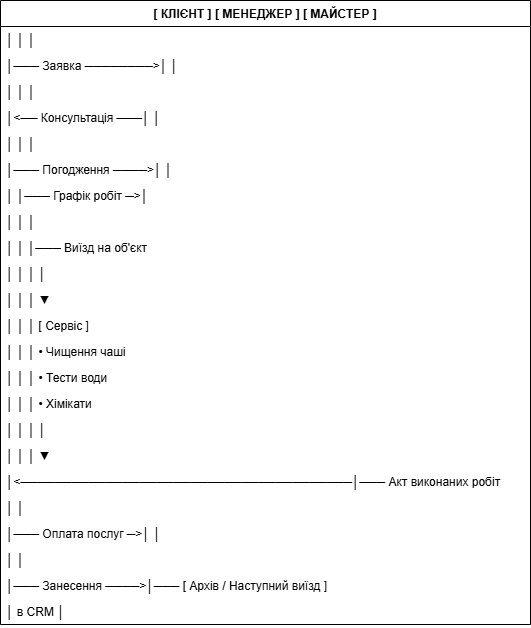 [ КЛІЄНТ ] [ МЕНЕДЖЕР ] [ МАЙСТЕР ]
│ │ │
│─── Заявка ────────>│ │
│ │ │
│<── Консультація ───│ │
│ │ │
│─── Погодження ────>│ │
│ │─── Графік робіт ─>│
│ │ │
│ │ │─── Виїзд на об'єкт
│ │ │ │
│ │ │ ▼
│ │ │ [ Сервіс ]
│ │ │ • Чищення чаші
│ │ │ • Тести води
│ │ │ • Хімікати
│ │ │ │
│ │ │ ▼
│<───────────────────────────────────────│─── Акт виконаних робіт
│ │
│─── Оплата послуг ─>│ │
│ │
│─── Занесення ────>│─── [ Архів / Наступний виїзд ]
│ в CRM │